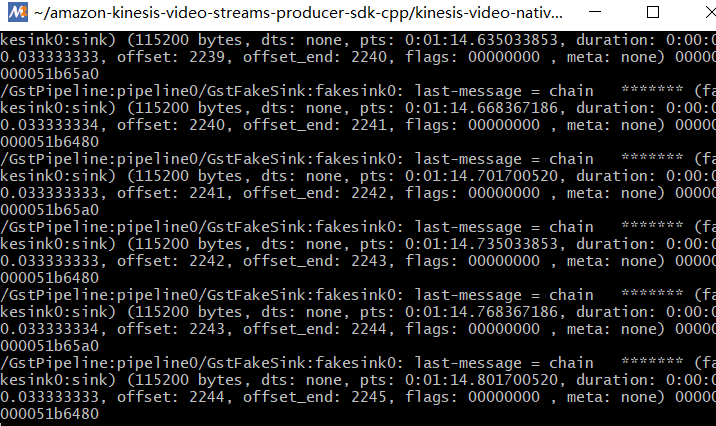 ~/amazon-kinesis-video-streams-producer-sdk-cpp/kinesis-video-nativ...
kesink0:sink) (115200 bytes, dts: none, pts: 0:01:14.635033853, duration: 0:00:0
0.033333333, offset: 2239, offset_end: 2240, flags: 00000000 , meta: none) 00000
000051b65a0
/GstPipeline:pipeline0/GstFakeSink:fakesink0: last-message = chain   ******* (fa
kesink0:sink) (115200 bytes, dts: none, pts: 0:01:14.668367186, duration: 0:00:0
0.033333334, offset: 2240, offset_end: 2241, flags: 00000000 , meta: none) 00000
000051b6480
/GstPipeline:pipeline0/GstFakeSink:fakesink0: last-message = chain   ******* (fa
kesink0:sink) (115200 bytes, dts: none, pts: 0:01:14.701700520, duration: 0:00:0
0.033333333, offset: 2241, offset_end: 2242, flags: 00000000 , meta: none) 00000
000051b65a0
/GstPipeline:pipeline0/GstFakeSink:fakesink0: last-message = chain   ******* (fa
kesink0:sink) (115200 bytes, dts: none, pts: 0:01:14.735033853, duration: 0:00:0
0.033333333, offset: 2242, offset_end: 2243, flags: 00000000 , meta: none) 00000
000051b6480
/GstPipeline:pipeline0/GstFakeSink:fakesink0: last-message = chain   ******* (fa
kesink0:sink) (115200 bytes, dts: none, pts: 0:01:14.768367186, duration: 0:00:0
0.033333334, offset: 2243, offset_end: 2244, flags: 00000000 , meta: none) 00000
000051b65a0
/GstPipeline:pipeline0/GstFakeSink:fakesink0: last-message = chain   ******* (fa
kesink0:sink) (115200 bytes, dts: none, pts: 0:01:14.801700520, duration: 0:00:0
0.033333333, offset: 2244, offset_end: 2245, flags: 00000000 , meta: none) 00000
000051b6480